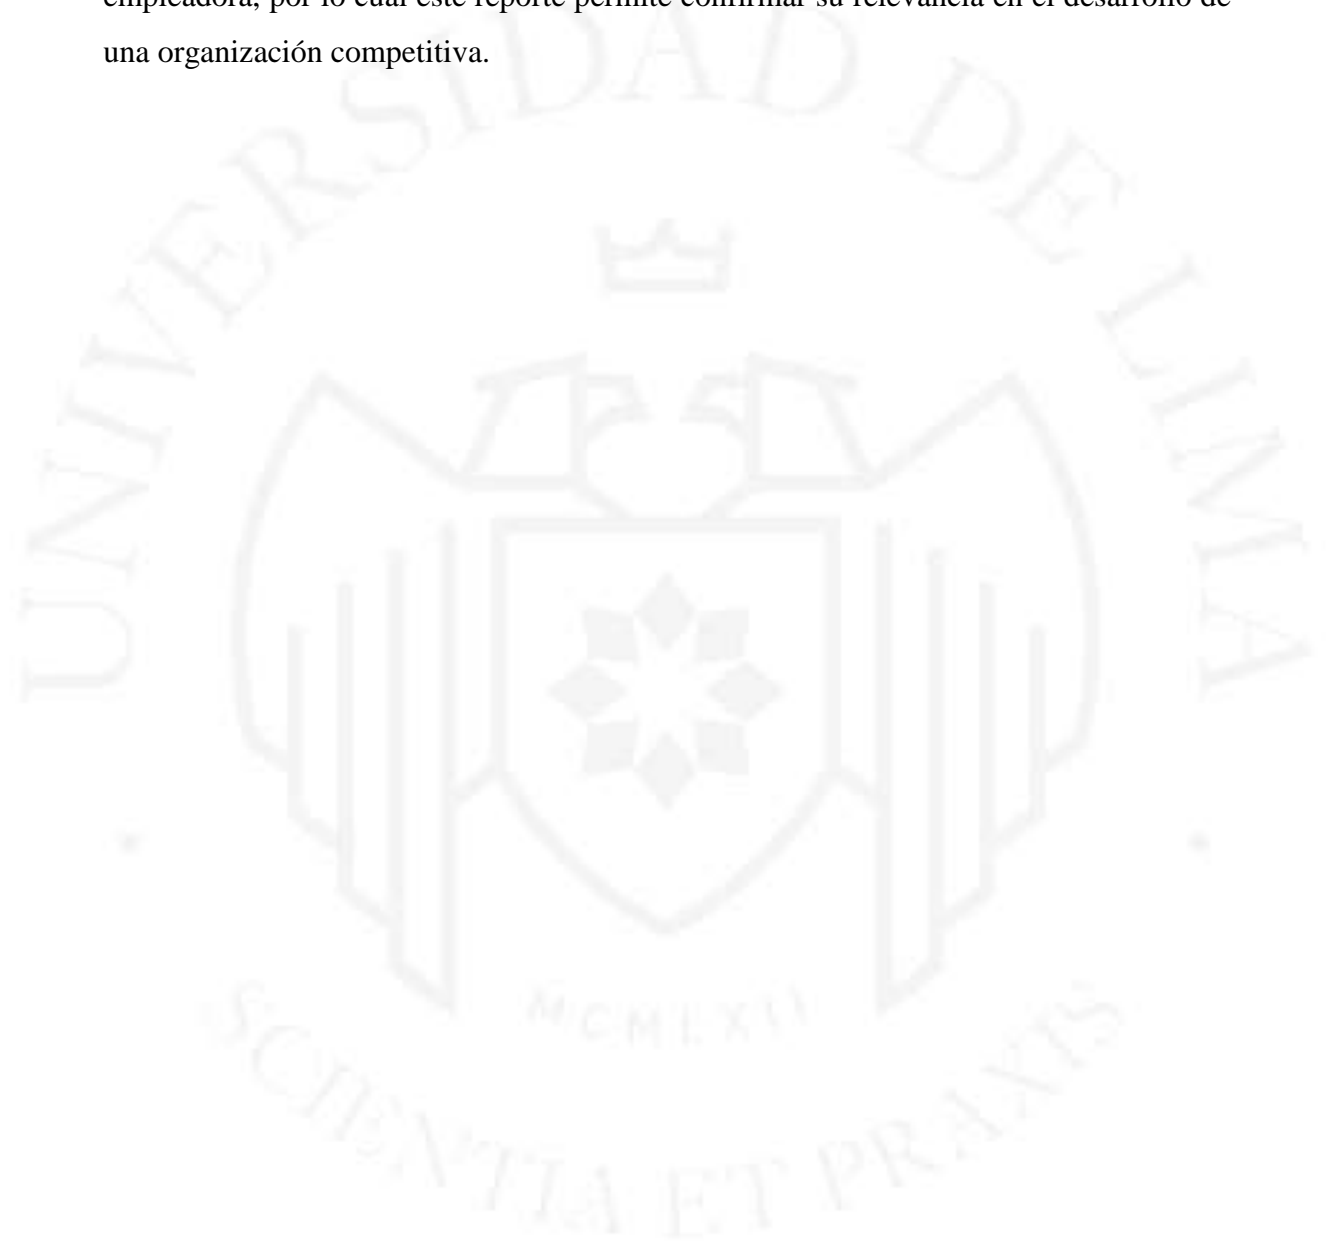 empleadora, por lo cual este reporte permite confirmar su relevancia en el desarrollo de
una organización competitiva.
UNIVERSIDAD DE LIMA
MCMLXII
SCIENTIA ET PRAXIS